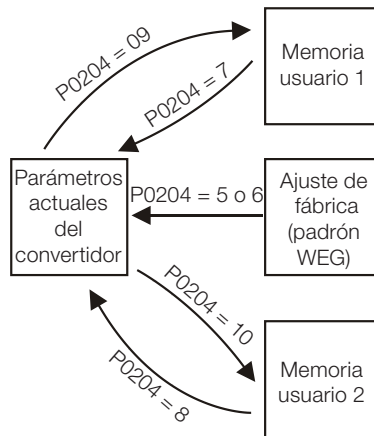 P0204 = 09
Memoria
usuario 1
P0204 = 7
Parámetros
actuales
del
convertidor
P0204 = 5 o 6
Ajuste de
fábrica
(padrón
WEG)
P0204 = 10
P0204 = 8
Memoria
usuario 2